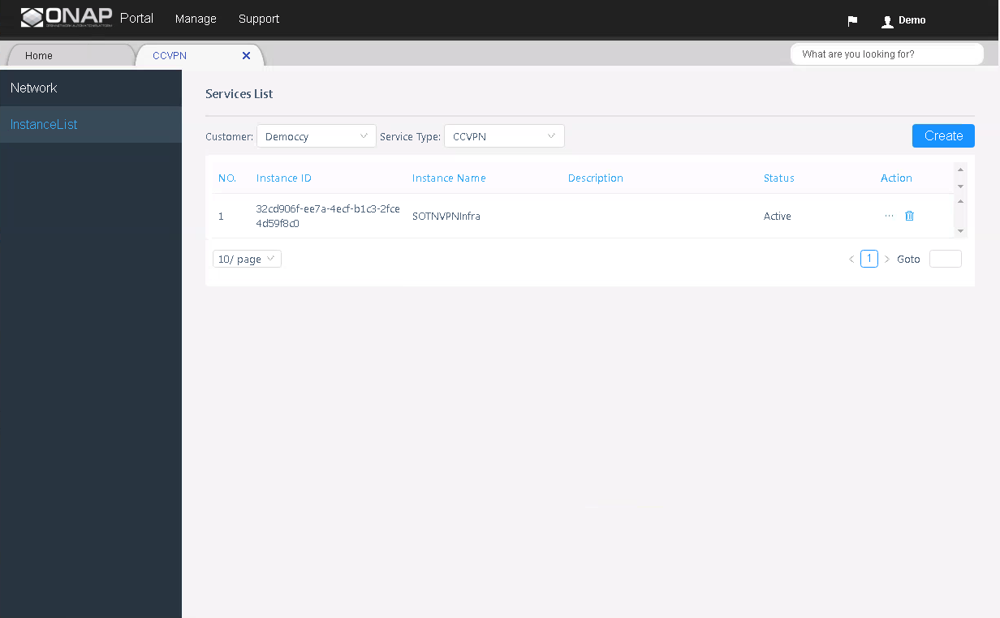 ONAP Portal Manage Support Demo
Home CCVPN What are you looking for?
Network
InstanceList
Services List
Customer: Democcy Service Type: CCVPN Create
NO. Instance ID Instance Name Description Status Action
1 32cd906f-ee7a-4ecf-b1c3-2fce SOTNVPNInfra Active ...
4d59f8c0
10/ page 1 Goto